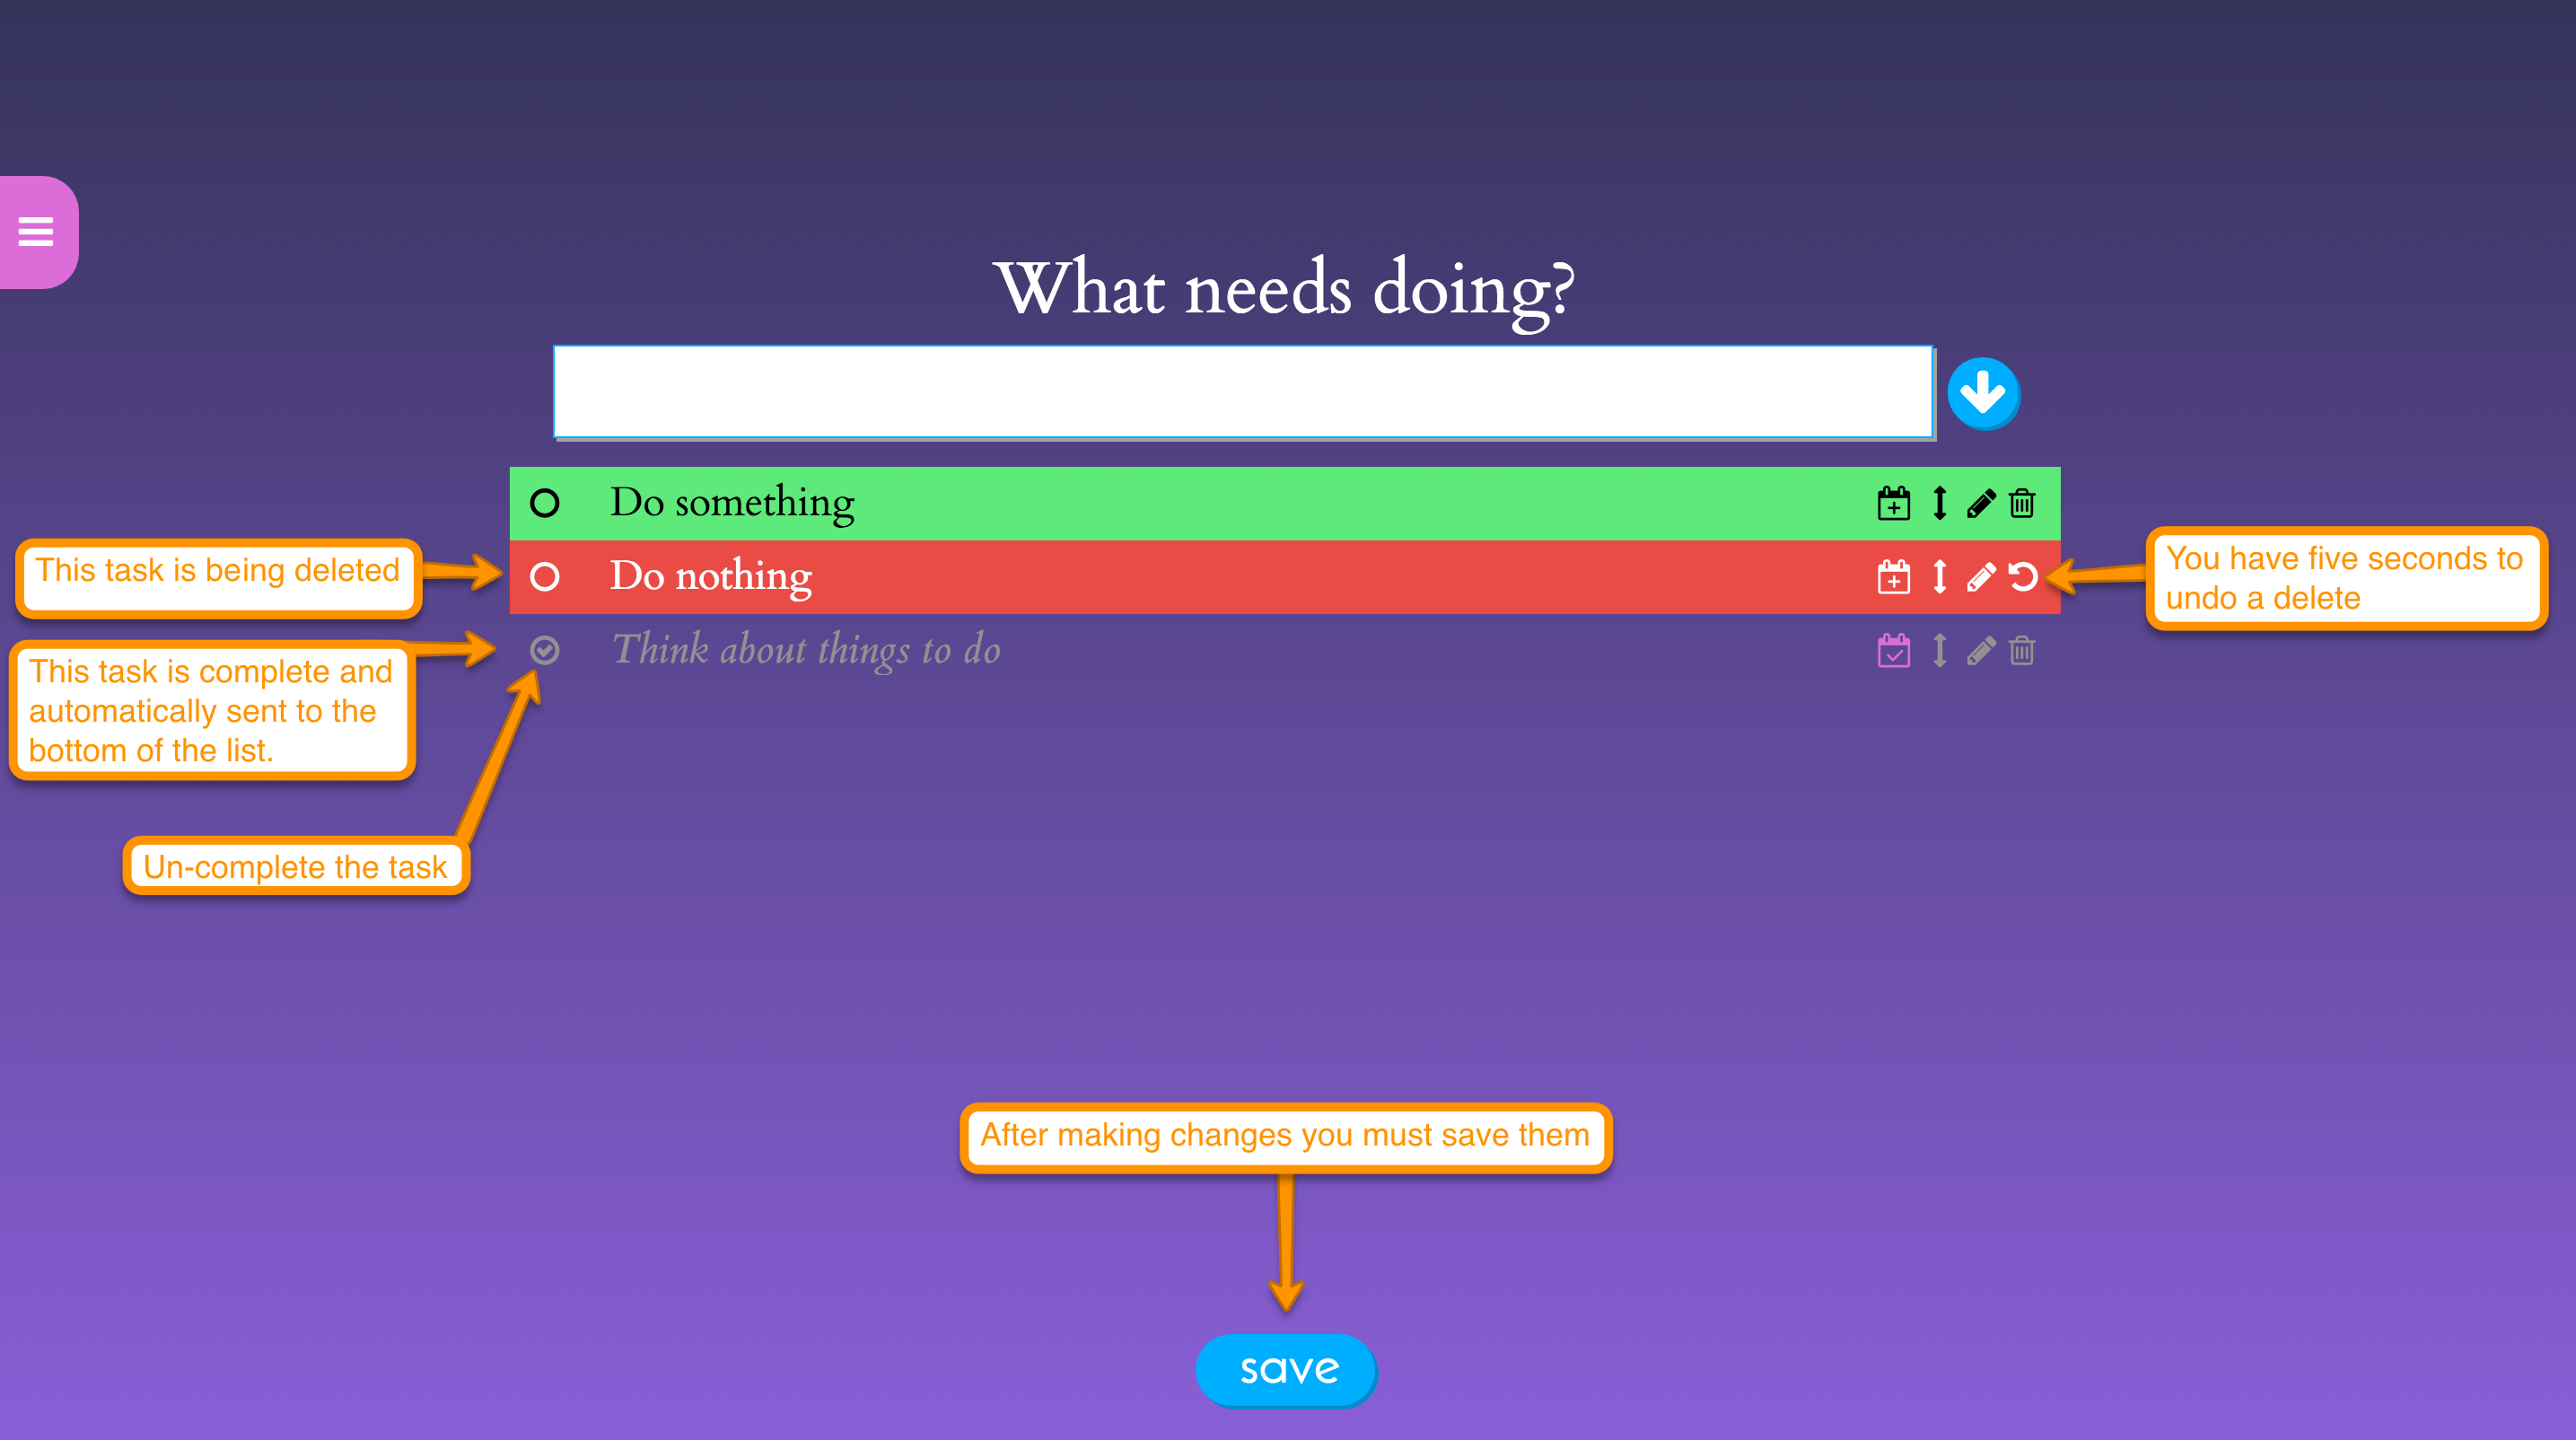 What needs doing?
Do something
This task is being deleted
Do nothing
You have five seconds to
undo a delete
Think about things to do
This task is complete and
automatically sent to the
bottom of the list.
Un-complete the task
After making changes you must save them
save